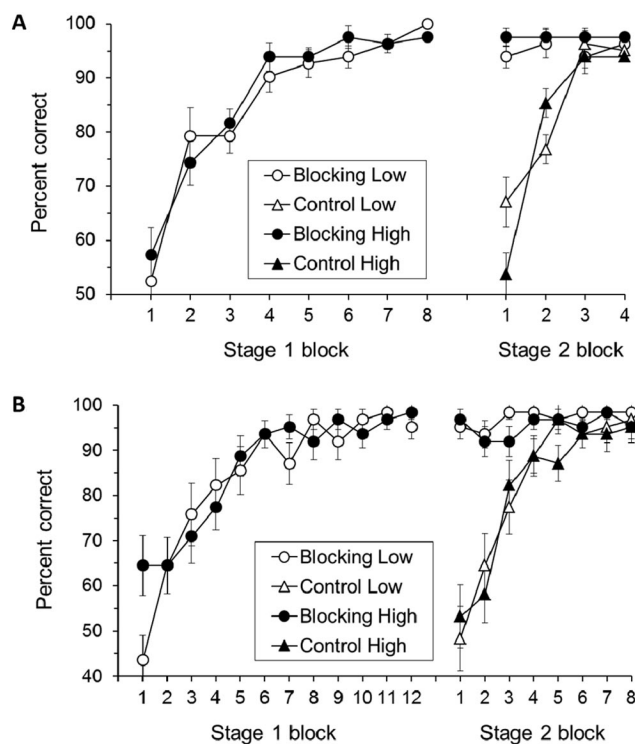 A
Percent correct
100
90
80
70
60
50
Blocking Low
Control Low
Blocking High
Control High
1 2 3 4 5 6 7 8
1 2 3 4
Stage 1 block
Stage 2 block
B
Percent correct
100
90
80
70
60
50
40
Blocking Low
Control Low
Blocking High
Control High
1 2 3 4 5 6 7 8 9 10 11 12
1 2 3 4 5 6 7 8
Stage 1 block
Stage 2 block